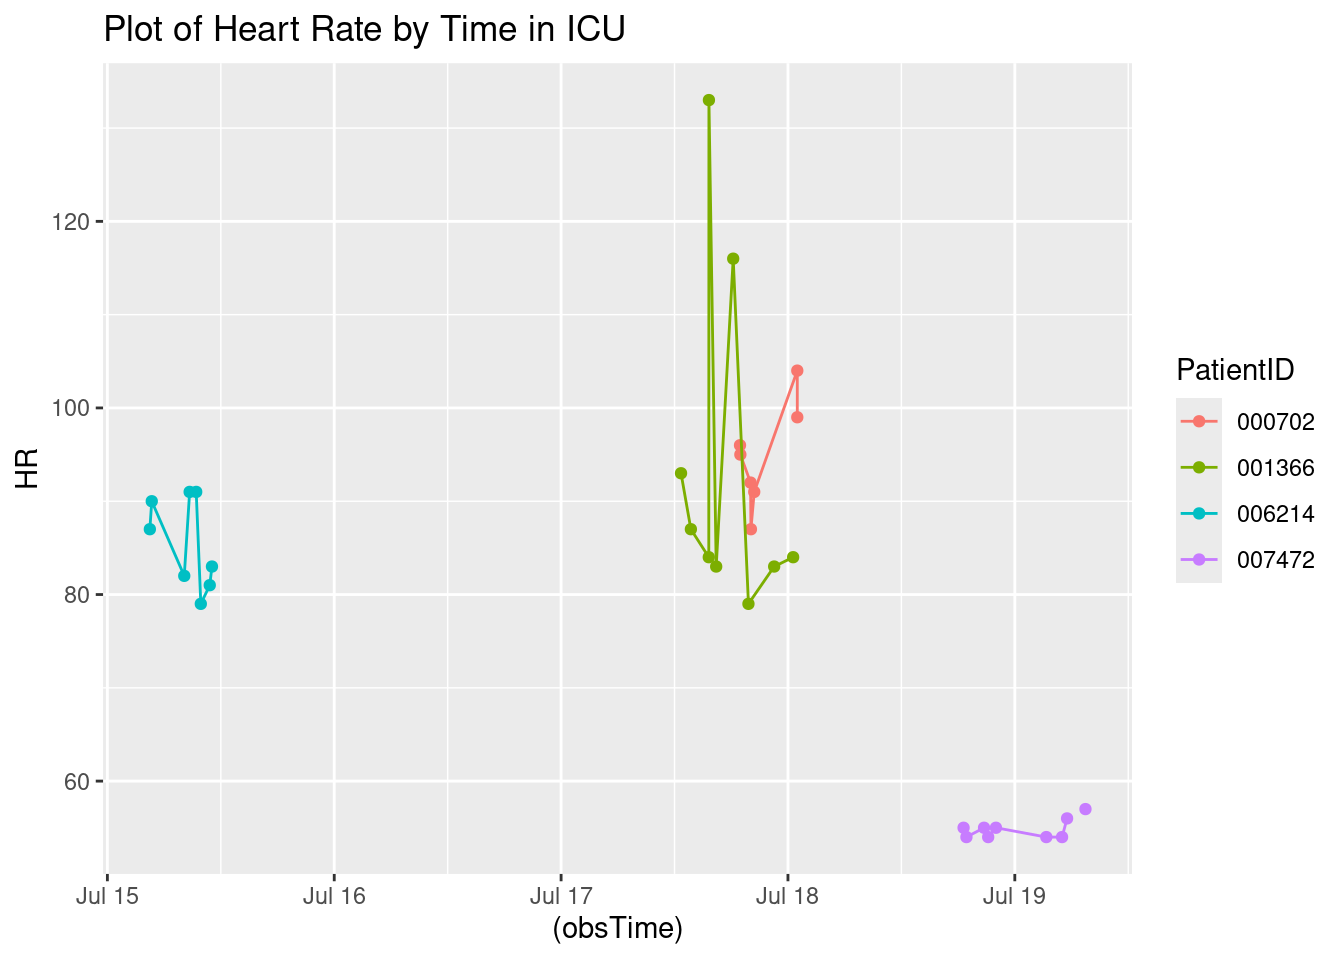 Plot of Heart Rate by Time in ICU
HR
120
100
80
60
Jul 15
Jul 16
Jul 17
Jul 18
Jul 19
(obsTime)
PatientID
000702
001366
006214
007472